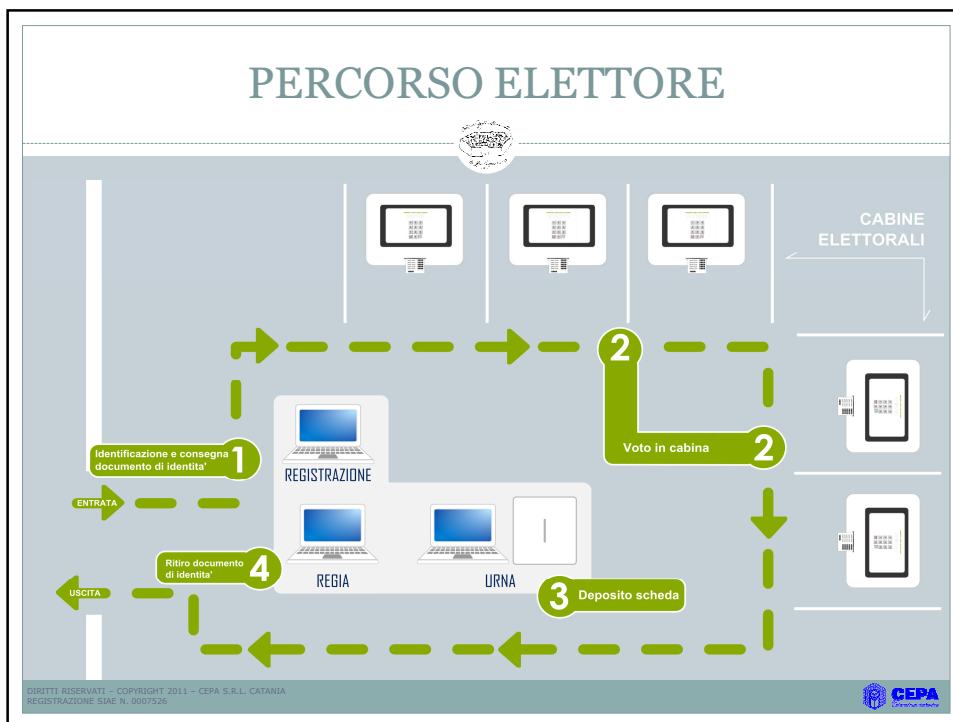 PERCORSO ELETTORE
CABINE
ELETTORALI
2
Identificazione e consegna
documento di identita'
1
REGISTRAZIONE
Voto in cabina
2
ENTRATA
Ritiro documento
di identita'
4
REGIA
URNA
USCITA
3
Deposito scheda
DIRITTI RISERVATI – COPYRIGHT 2011 – CEPA S.R.L. CATANIA
REGISTRAZIONE SIAE N. 0007526
CEPA